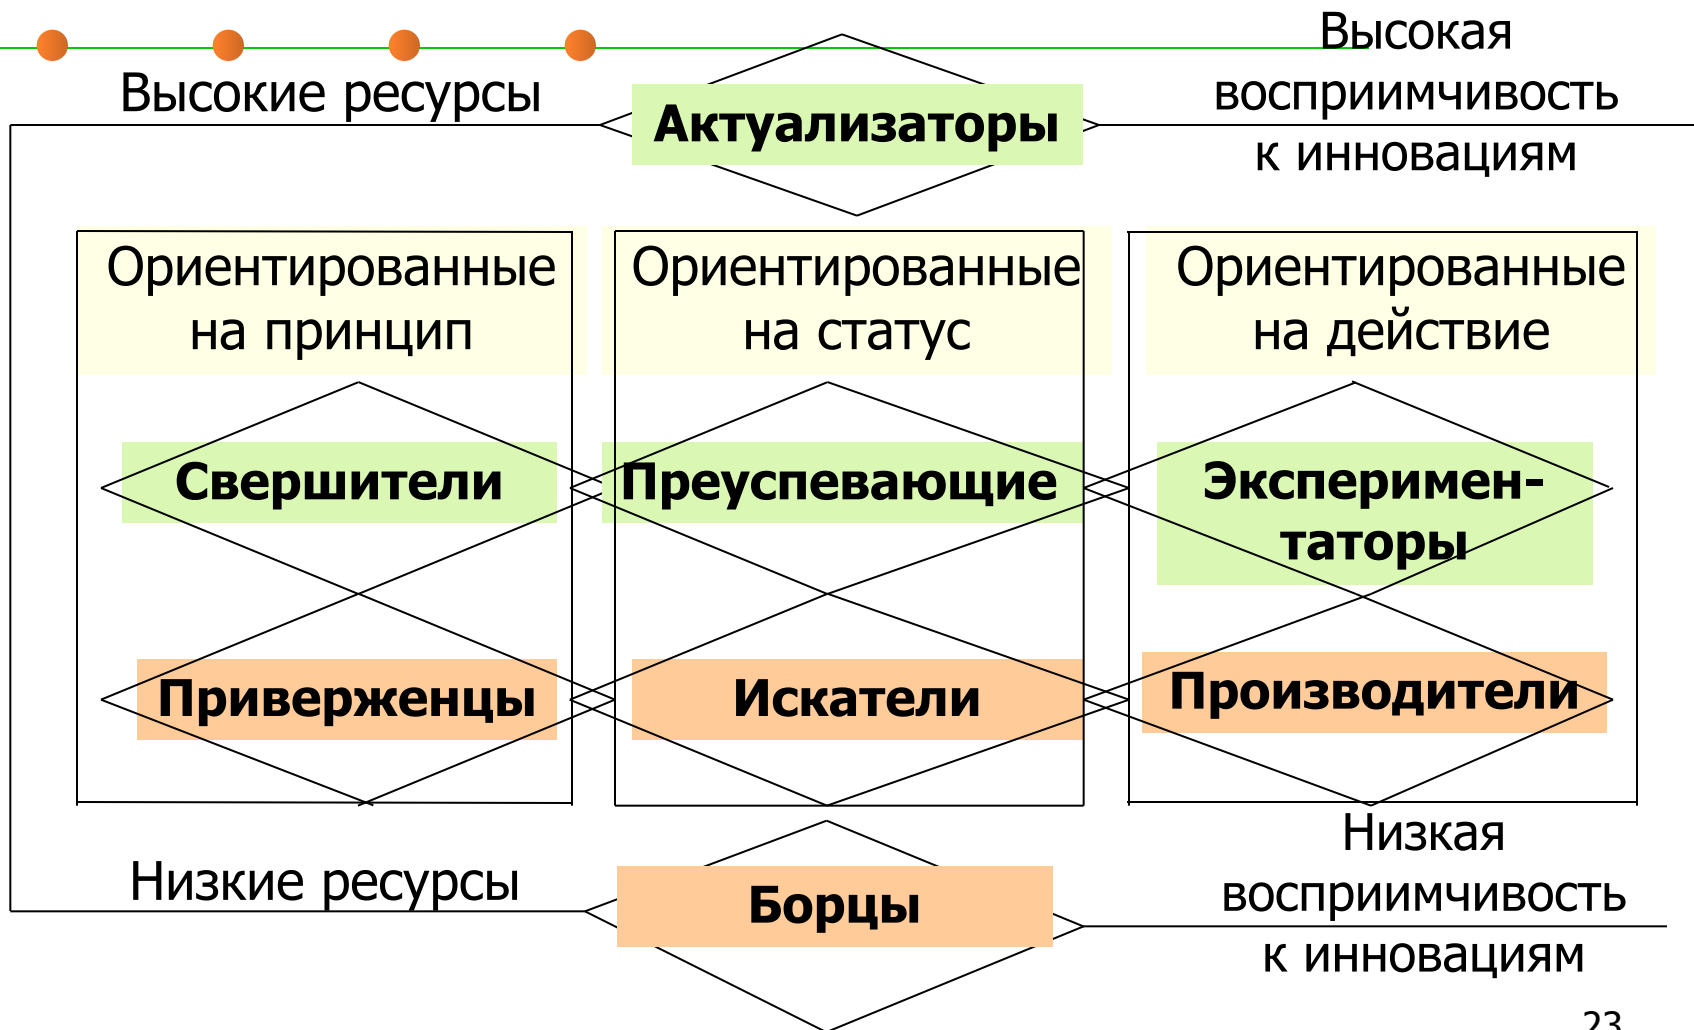 Высокие ресурсы
Актуализаторы
Высокая
восприимчивость
к инновациям
Ориентированные
на принцип
Ориентированные
на статус
Ориентированные
на действие
Свершители
Преуспевающие
Эксперимен-
таторы
Приверженцы
Искатели
Производители
Низкие ресурсы
Борцы
Низкая
восприимчивость
к инновациям
23